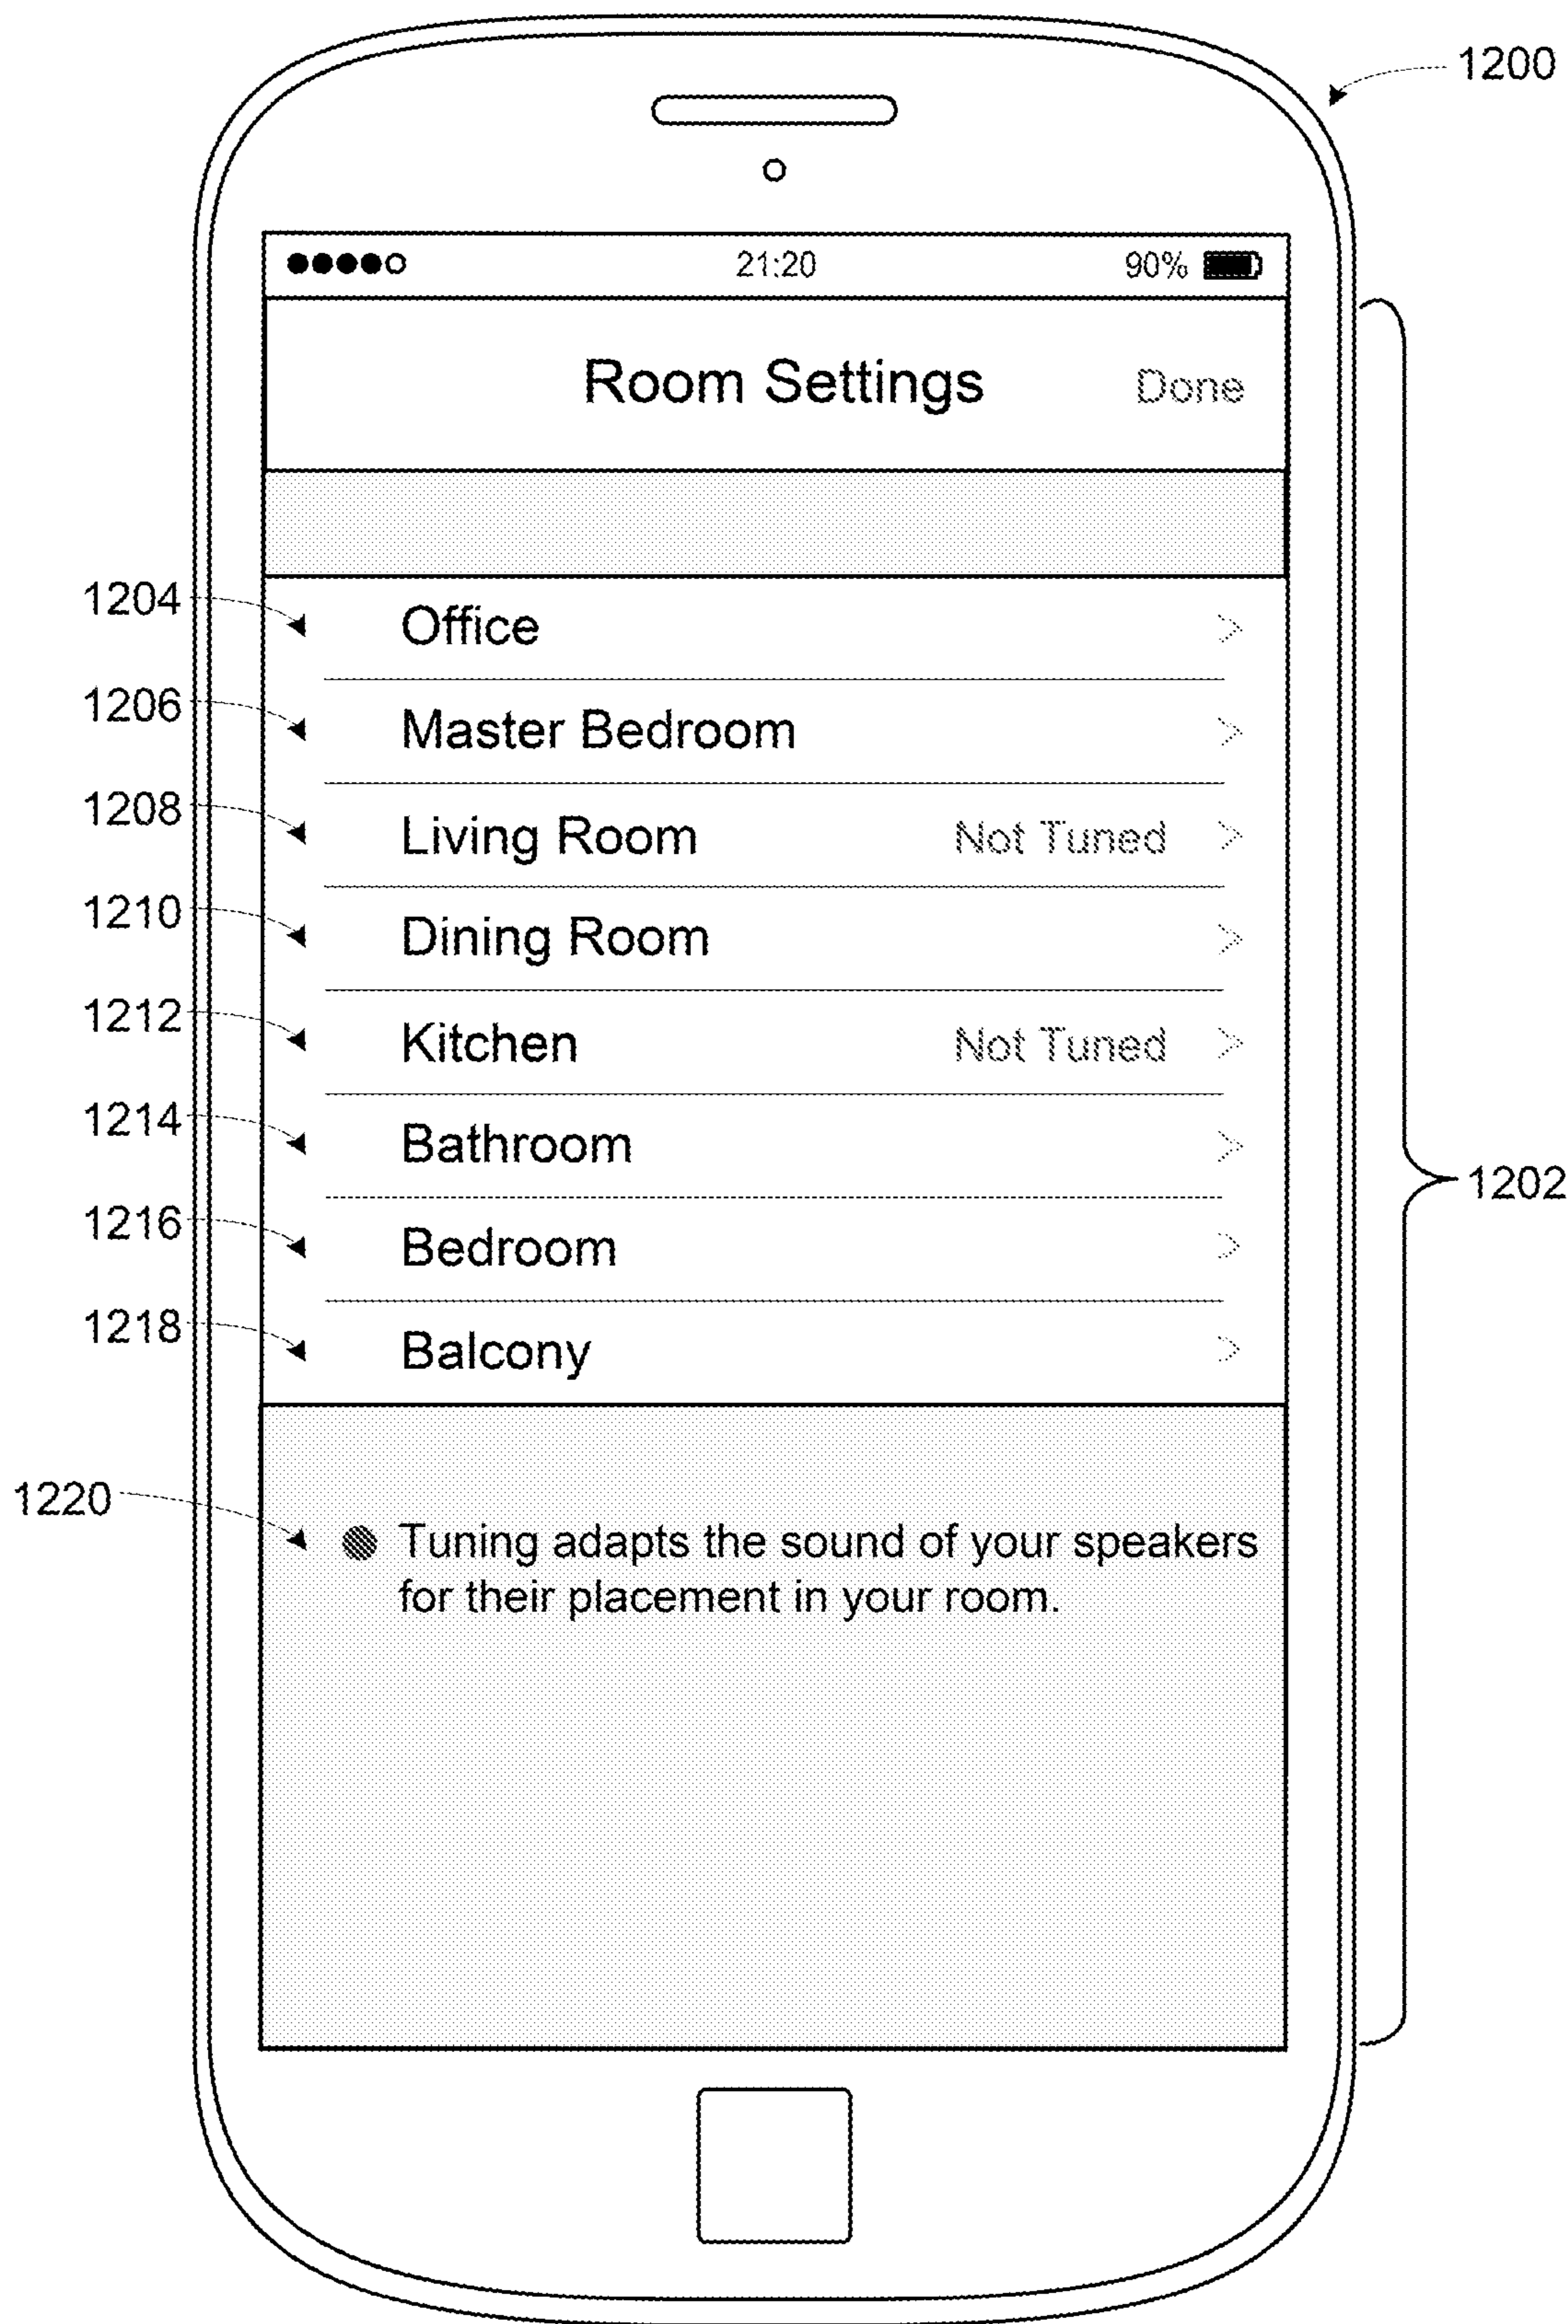 1200
21:20 90%
Room Settings Done
1204 Office >
1206 Master Bedroom >
1208 Living Room Not Tuned >
1210 Dining Room >
1212 Kitchen Not Tuned >
1214 Bathroom >
1202
1216 Bedroom >
1218 Balcony >
1220 Tuning adapts the sound of your speakers
for their placement in your room.